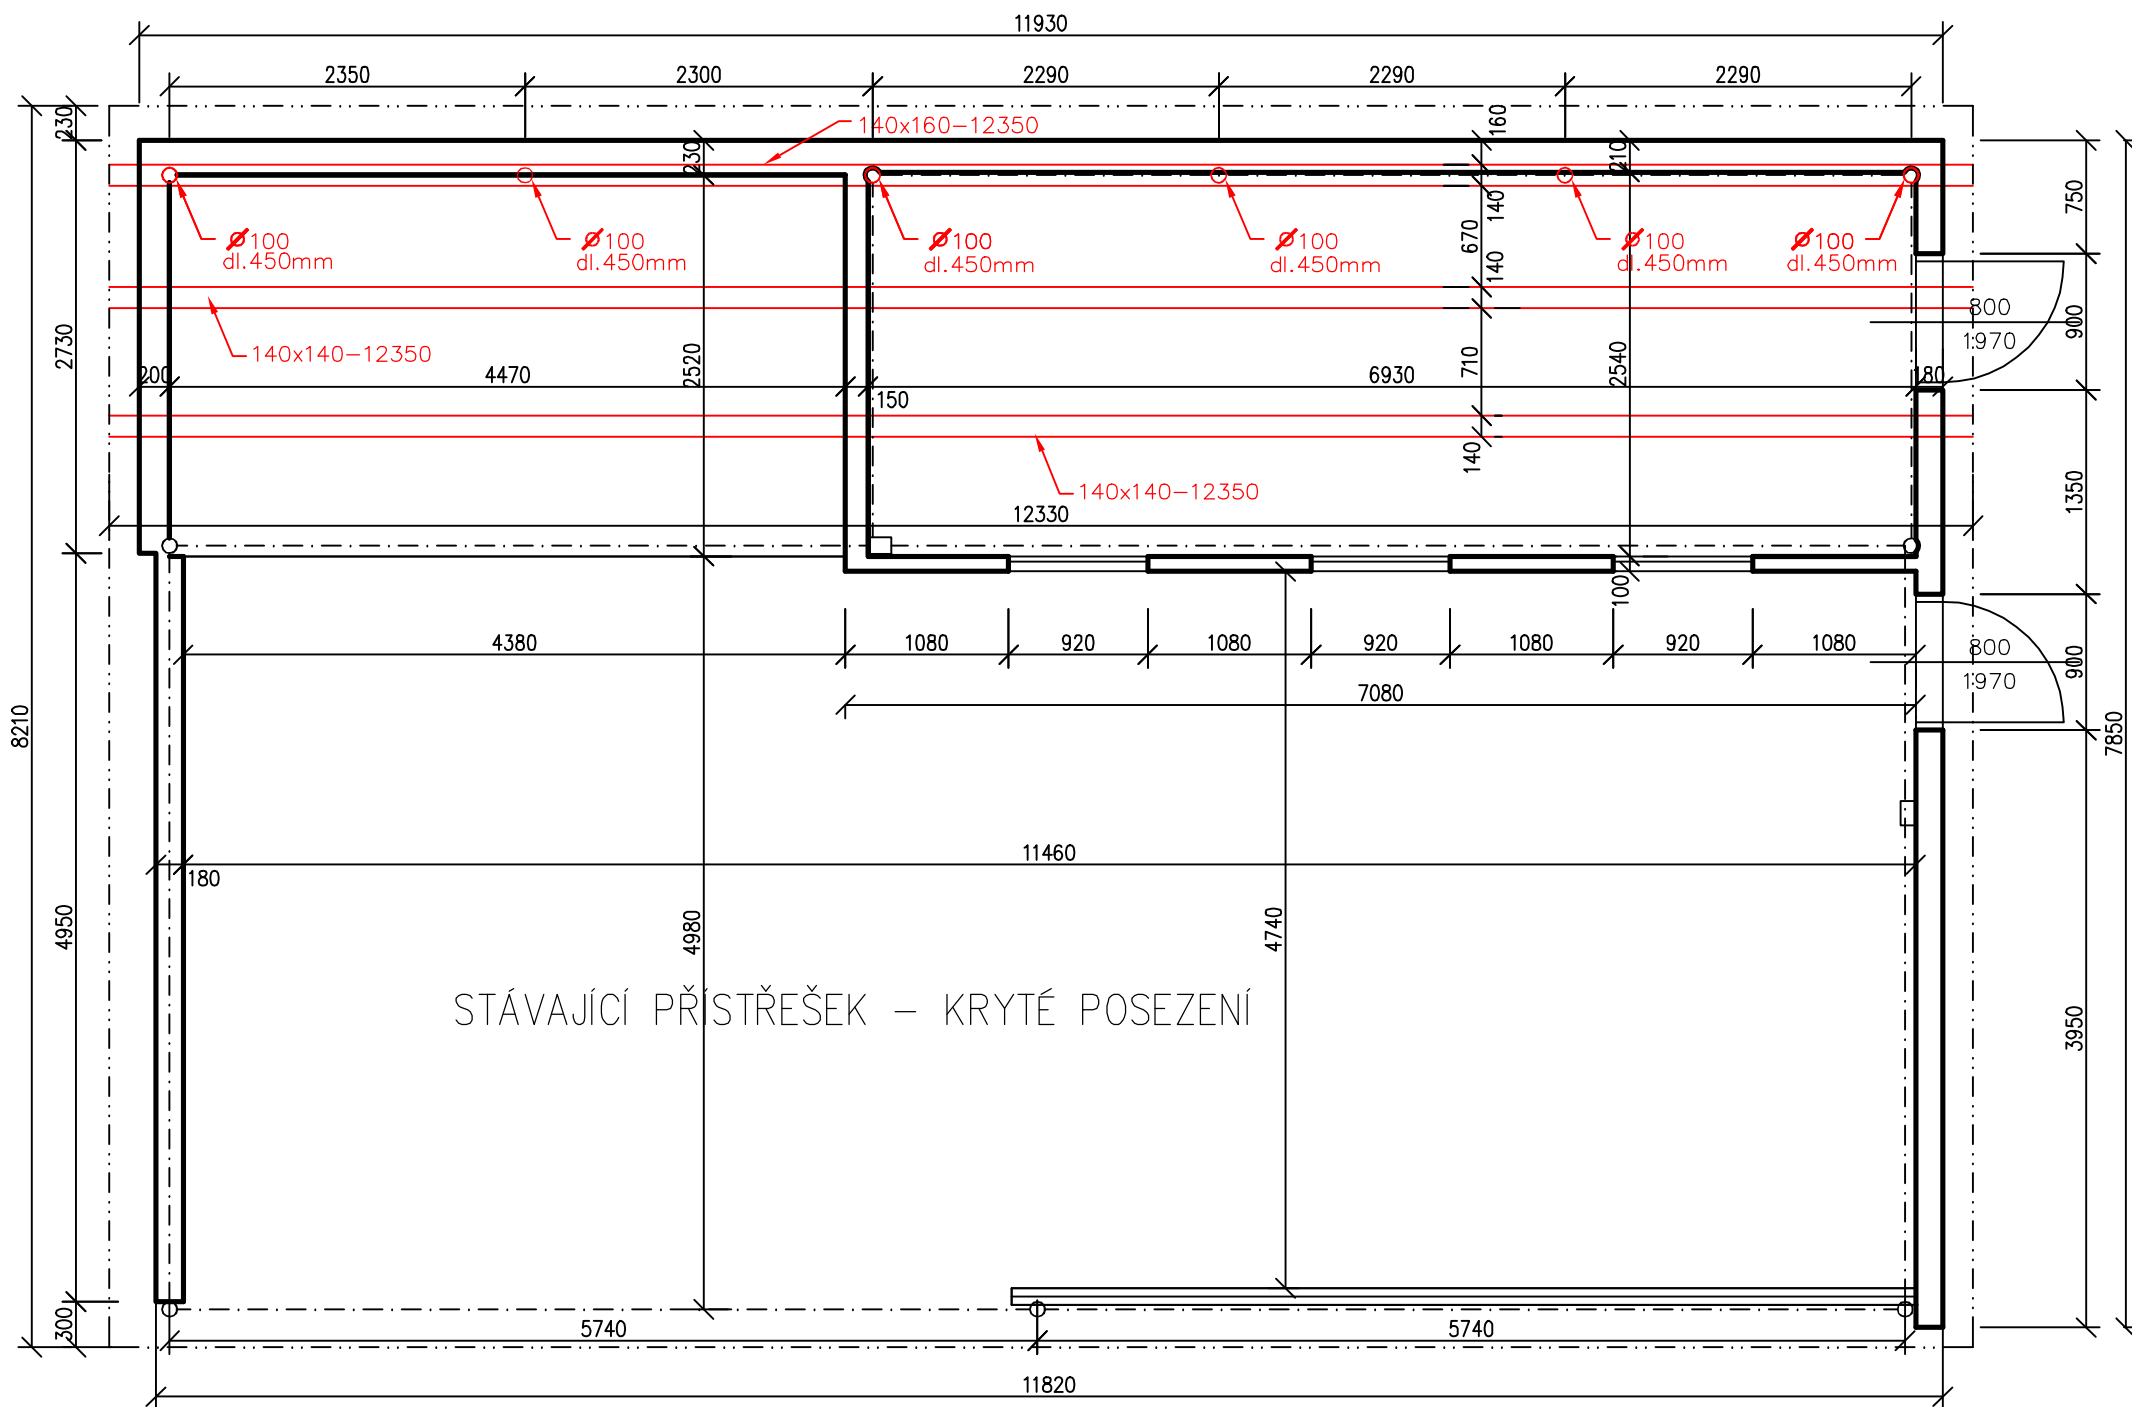 11930
2350 2300 2290 2290 2290
230 230 160 210
140x160-12350
140 750
Ø100 Ø100 Ø100 Ø100 Ø100 Ø100
dl.450mm dl.450mm dl.450mm dl.450mm dl.450mm dl.450mm
670
140
800
900
1970
2730 2520 710 2540
140x140-12350
200 4470 6930 180
150
140
1350
140x140-12350
12330
100
4380 1080 920 1080 920 1080 920 1080
800
900
1970
7080
8210 7850
11460
180
4950 4980 4740
STÁVAJÍCÍ PŘÍSTŘEŠEK – KRYTÉ POSEZENÍ
3950
300 5740 5740
11820